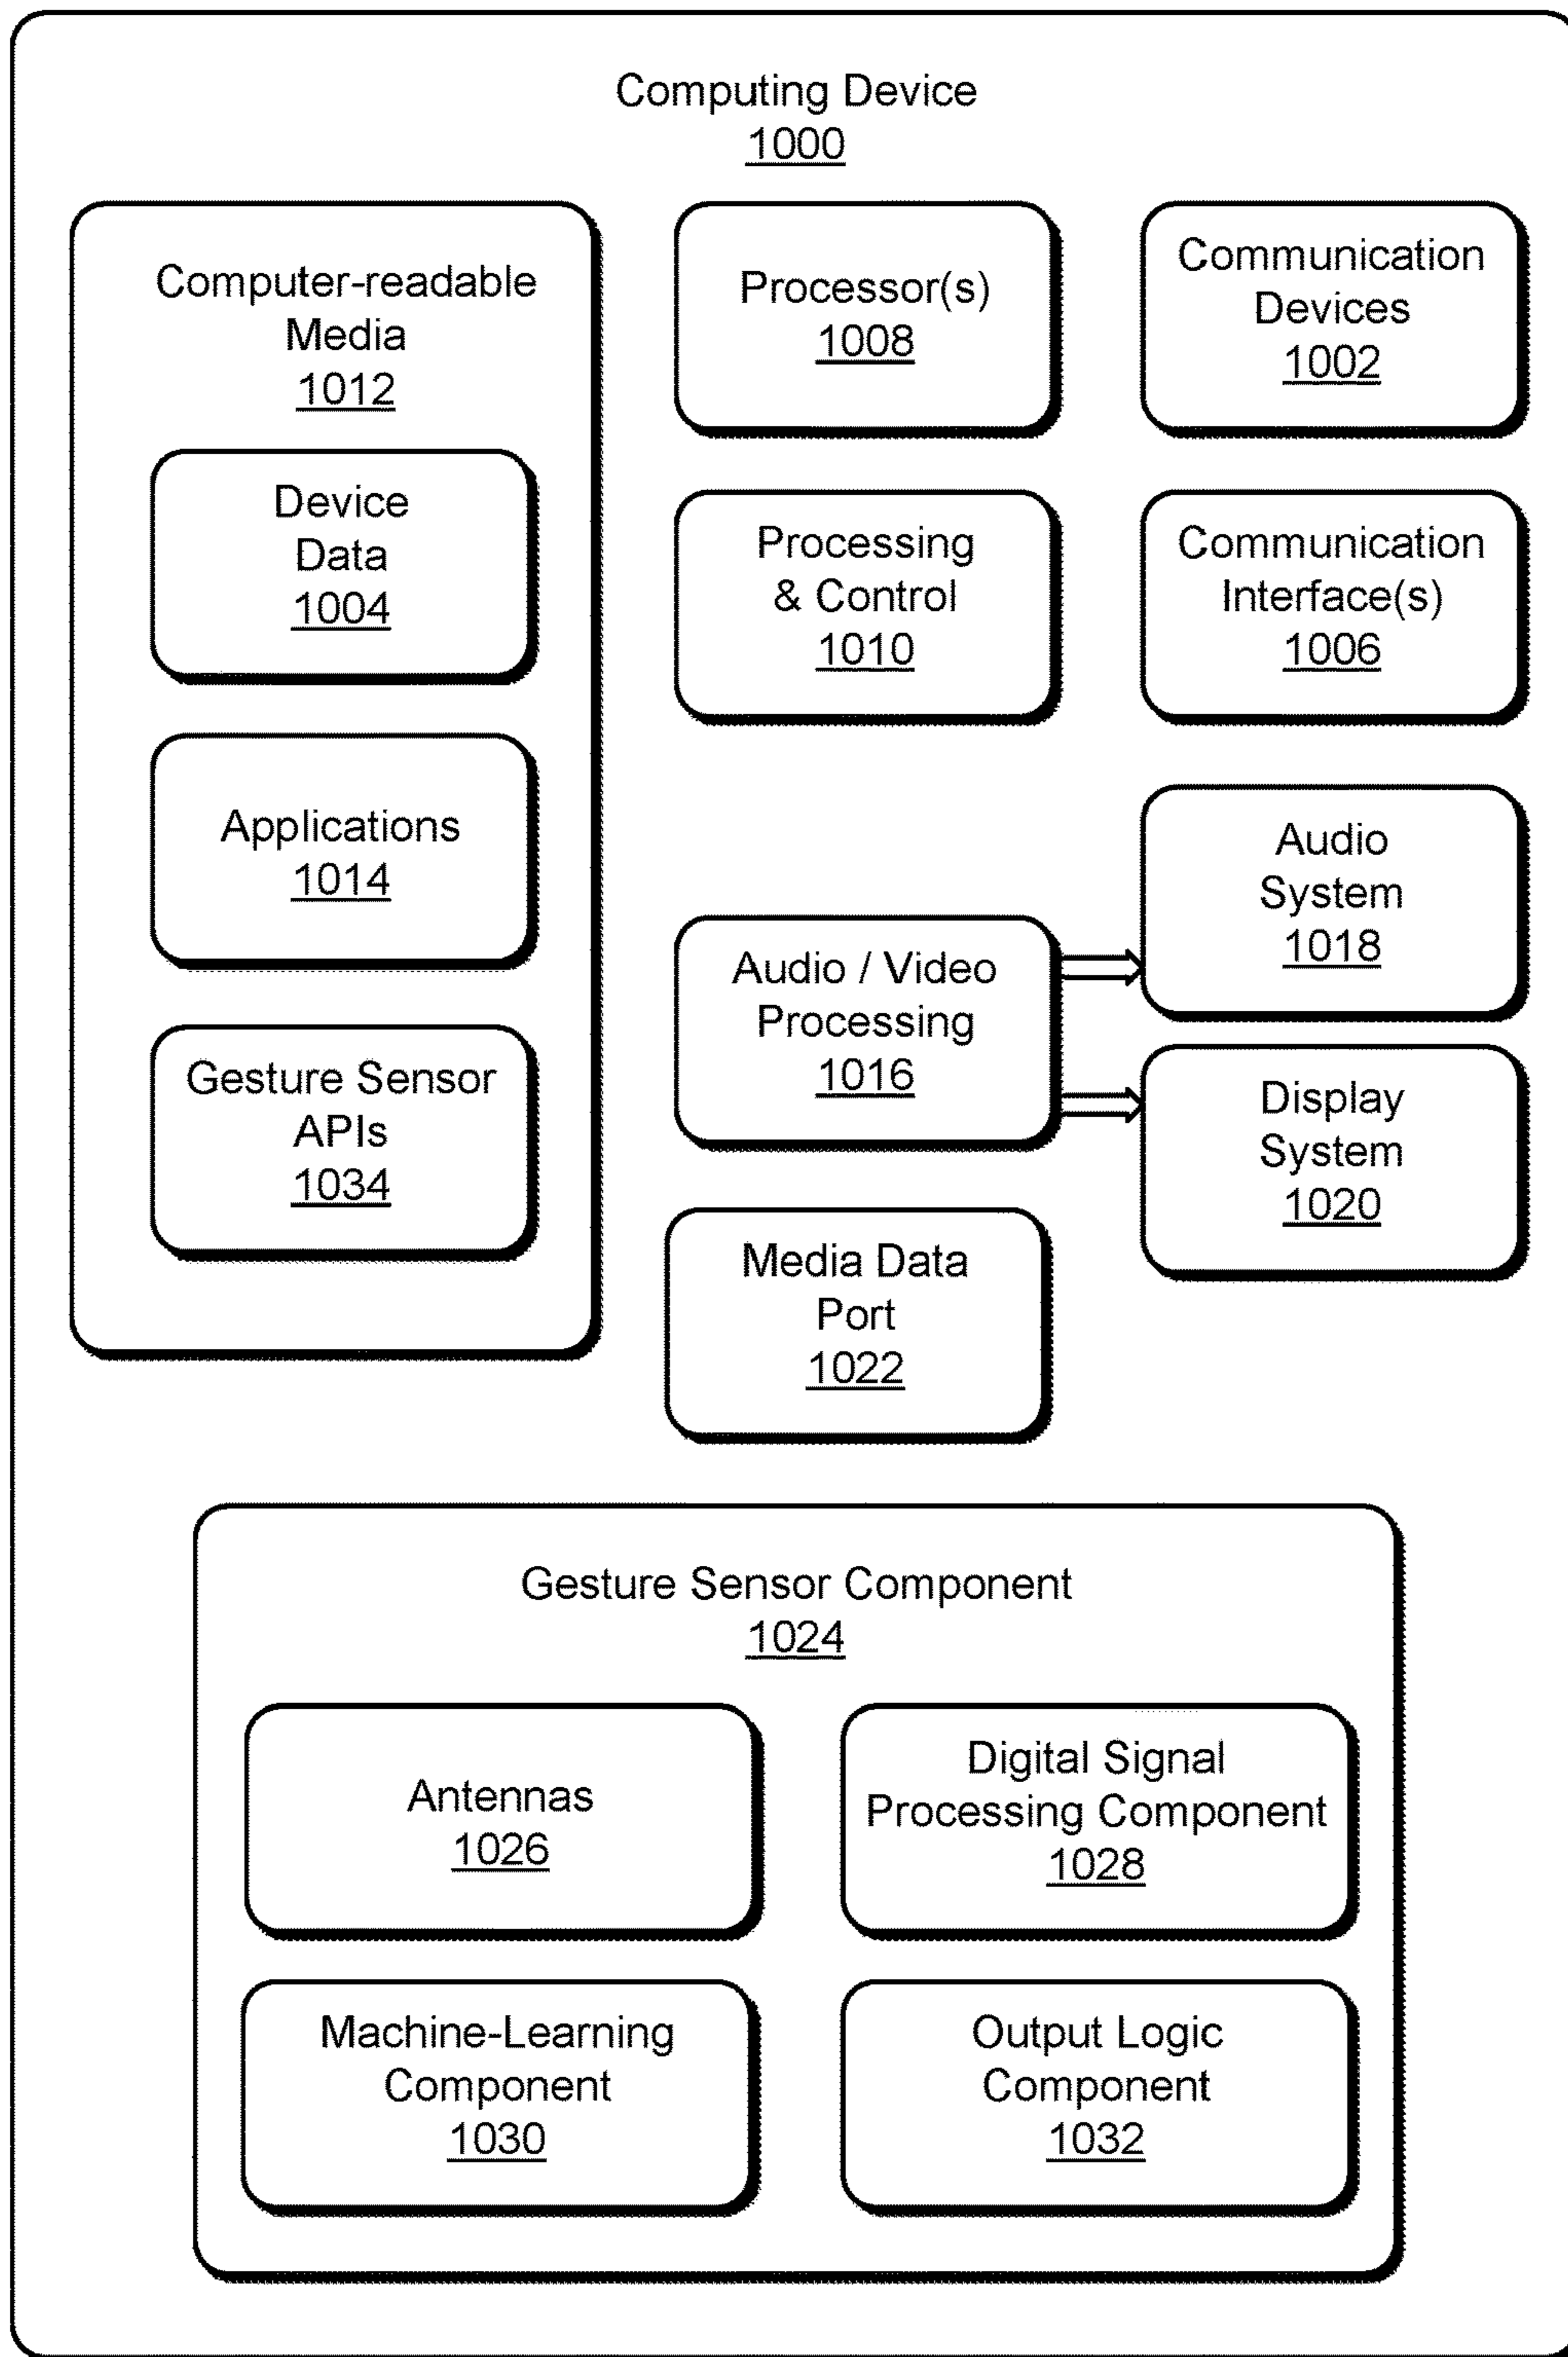 Computing Device
1000
Computer-readable
Media
1012
Device
Data
1004
Applications
1014
Gesture Sensor
APIs
1034
Processor(s)
1008
Processing
& Control
1010
Audio / Video
Processing
1016
Media Data
Port
1022
Communication
Devices
1002
Communication
Interface(s)
1006
Audio
System
1018
Display
System
1020
Gesture Sensor Component
1024
Antennas
1026
Digital Signal
Processing Component
1028
Machine-Learning
Component
1030
Output Logic
Component
1032